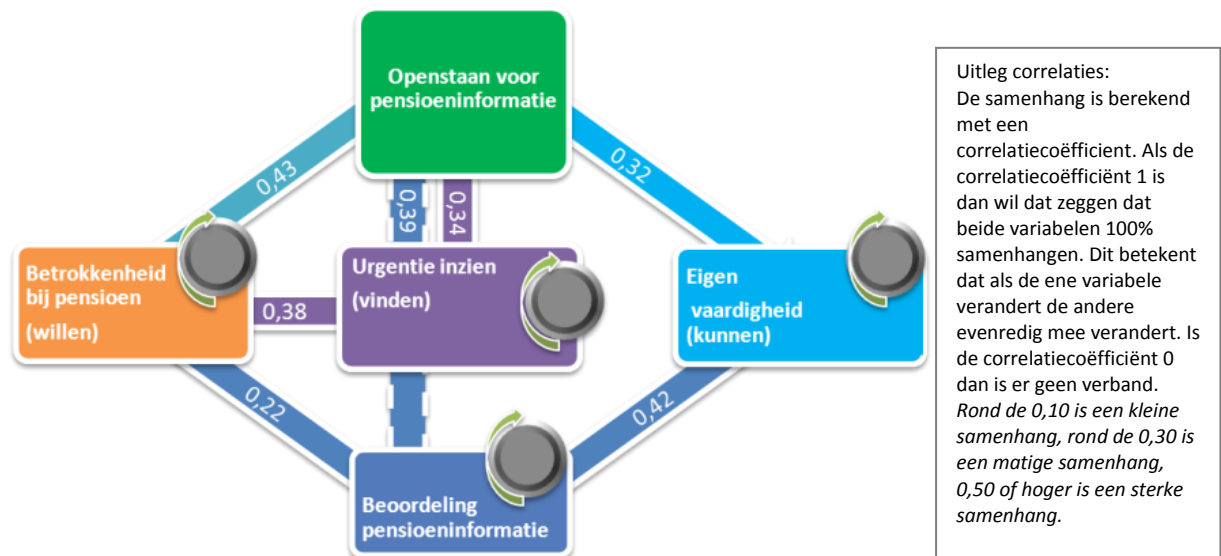 Openstaan voor
pensioeninformatie
0,43
0,39
0,34
0,32
Betrokkenheid
bij pensioen
(willen)
0,38
Urgentie inzien
(vinden)
Eigen
vaardigheid
(kunnen)
0,22
0,42
Beoordeling
pensioeninformatie
Uitleg correlaties:
De samenhang is berekend
met een
correlatiecoëfficient. Als de
correlatiecoëfficiënt 1 is
dan wil dat zeggen dat
beide variabelen 100%
samenhangen. Dit betekent
dat als de ene variabele
verandert de andere
evenredig mee verandert. Is
de correlatiecoëfficiënt 0
dan is er geen verband.
Rond de 0,10 is een kleine
samenhang, rond de 0,30 is
een matige samenhang,
0,50 of hoger is een sterke
samenhang.